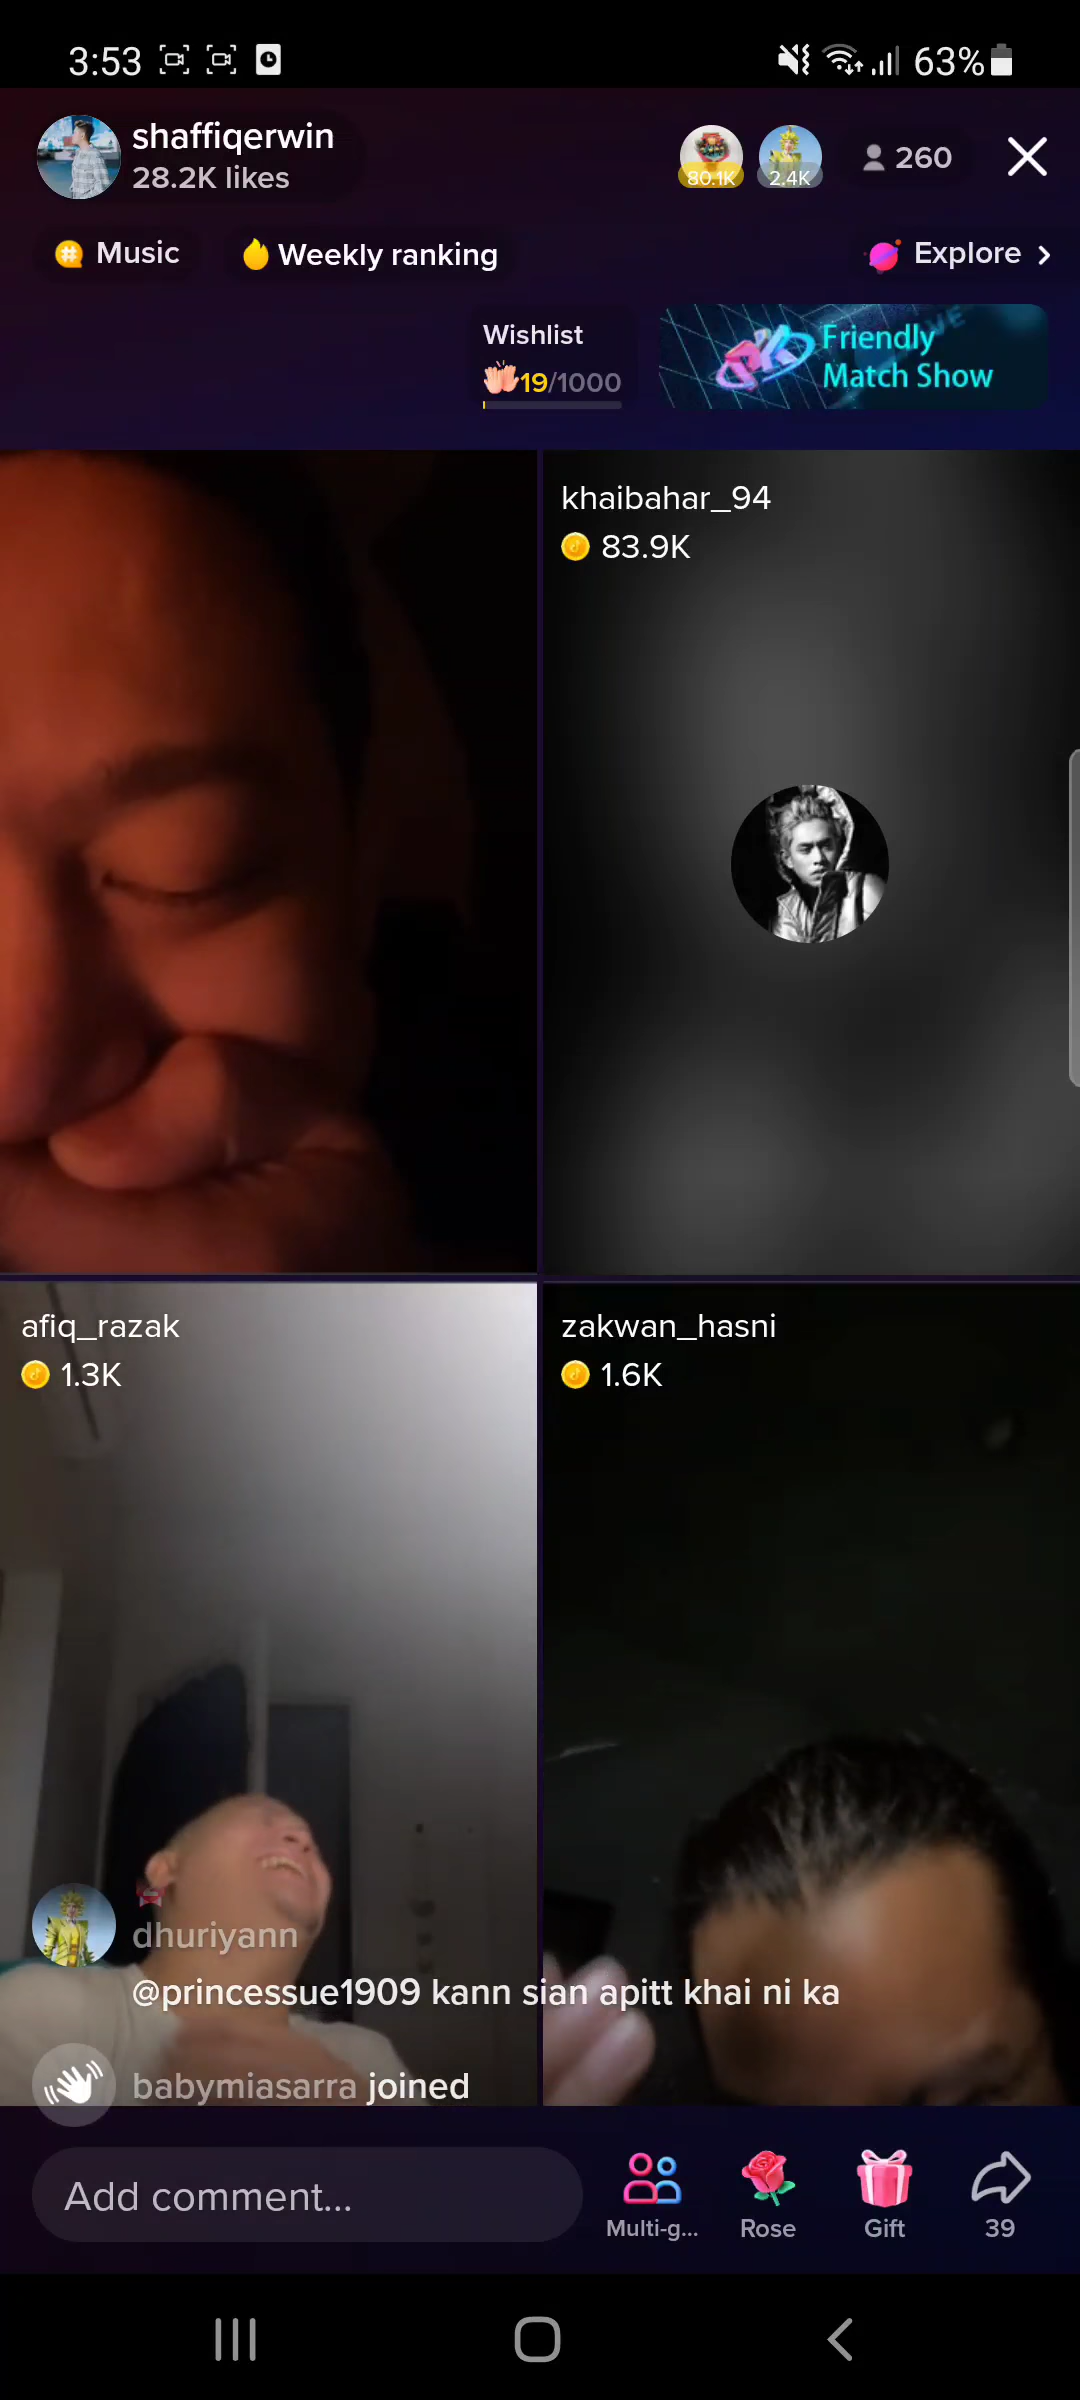 3:53
63%
shaffiqerwin
28.2K likes
80.1K
2.4K
260
Music
Weekly ranking
Explore
Wishlist
19/1000
Friendly
Match Show
khaibahar_94
83.9K
afiq_razak
1.3K
zakwan_hasni
1.6K
dhuriyann
@princessue1909 kann sian apitt khai ni ka
babymiasarra joined
Add comment...
Multi-g...
Rose
Gift
39